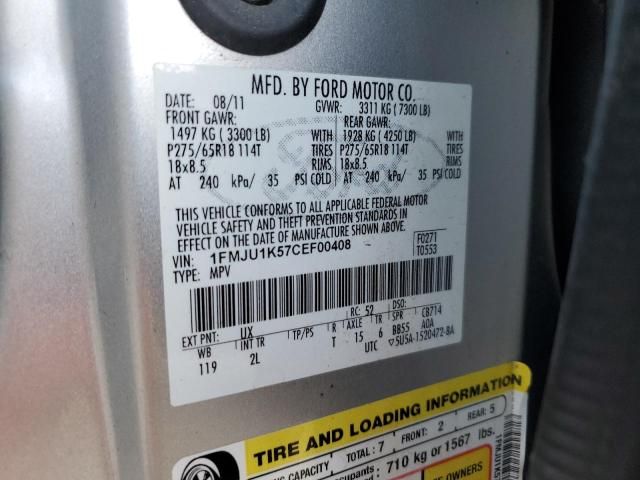 MFD. BY FORD MOTOR CO.
DATE: 08/11 GVWR: 3311 KG ( 7300 LB)
FRONT GAWR: REAR GAWR:
1497 KG ( 3300 LB) WITH 1928 KG ( 4250 LB) WITH
P275/65R18 114T TIRES P275/65R18 114T TIRES
18x8.5 RIMS 18x8.5 RIMS
AT 240 kPa/ 35 PSI COLD AT 240 kPa/ 35 PSI COLD
THIS VEHICLE CONFORMS TO ALL APPLICABLE FEDERAL MOTOR
VEHICLE SAFETY AND THEFT PREVENTION STANDARDS IN
EFFECT ON THE DATE OF MANUFACTURE SHOWN ABOVE.
VIN: 1FMJU1K57CEF00408 F0271
TYPE: MPV T0553
EXT PNT: UX RC: 52 DSO:
WB INT TR TP/PS R AXLE TR SPR CB714
119 2L T 15 6 BB55 AOA
UTC ▽5U5A-1520472-BA
TIRE AND LOADING INFORMATION
CAPACITY TOTAL: 7 FRONT: 2 REAR: 5
710 kg or 1567 lbs.
OWNERS